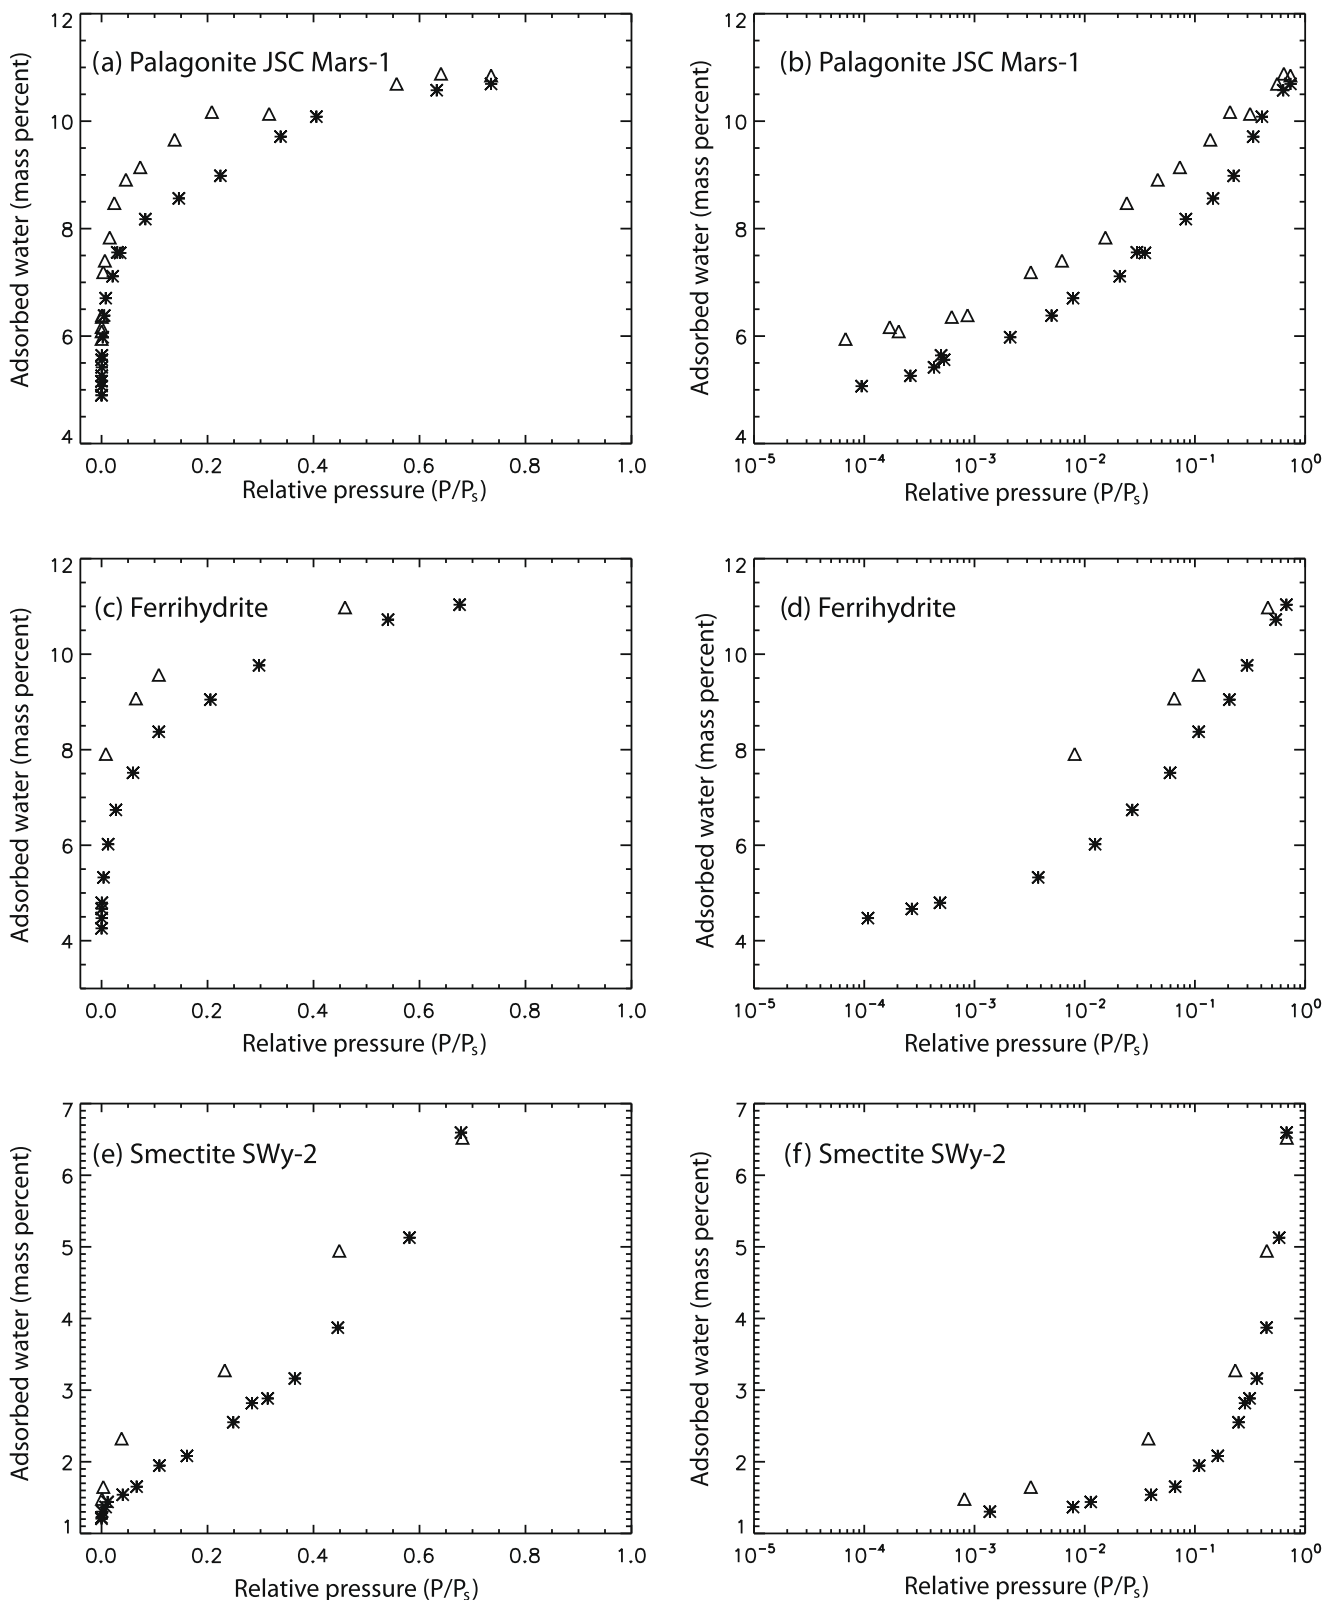 (a) Palagonite JSC Mars-1
Adsorbed water (mass percent)
12
10
8
6
4
0.0 0.2 0.4 0.6 0.8 1.0
Relative pressure (P/Pₛ)
(b) Palagonite JSC Mars-1
Adsorbed water (mass percent)
12
10
8
6
4
10⁻⁵ 10⁻⁴ 10⁻³ 10⁻² 10⁻¹ 10⁰
Relative pressure (P/Pₛ)
(c) Ferrihydrite
Adsorbed water (mass percent)
12
10
8
6
4
0.0 0.2 0.4 0.6 0.8 1.0
Relative pressure (P/Pₛ)
(d) Ferrihydrite
Adsorbed water (mass percent)
12
10
8
6
4
10⁻⁵ 10⁻⁴ 10⁻³ 10⁻² 10⁻¹ 10⁰
Relative pressure (P/Pₛ)
(e) Smectite SWy-2
Adsorbed water (mass percent)
7
6
5
4
3
2
1
0.0 0.2 0.4 0.6 0.8 1.0
Relative pressure (P/Pₛ)
(f) Smectite SWy-2
Adsorbed water (mass percent)
7
6
5
4
3
2
1
10⁻⁵ 10⁻⁴ 10⁻³ 10⁻² 10⁻¹ 10⁰
Relative pressure (P/Pₛ)